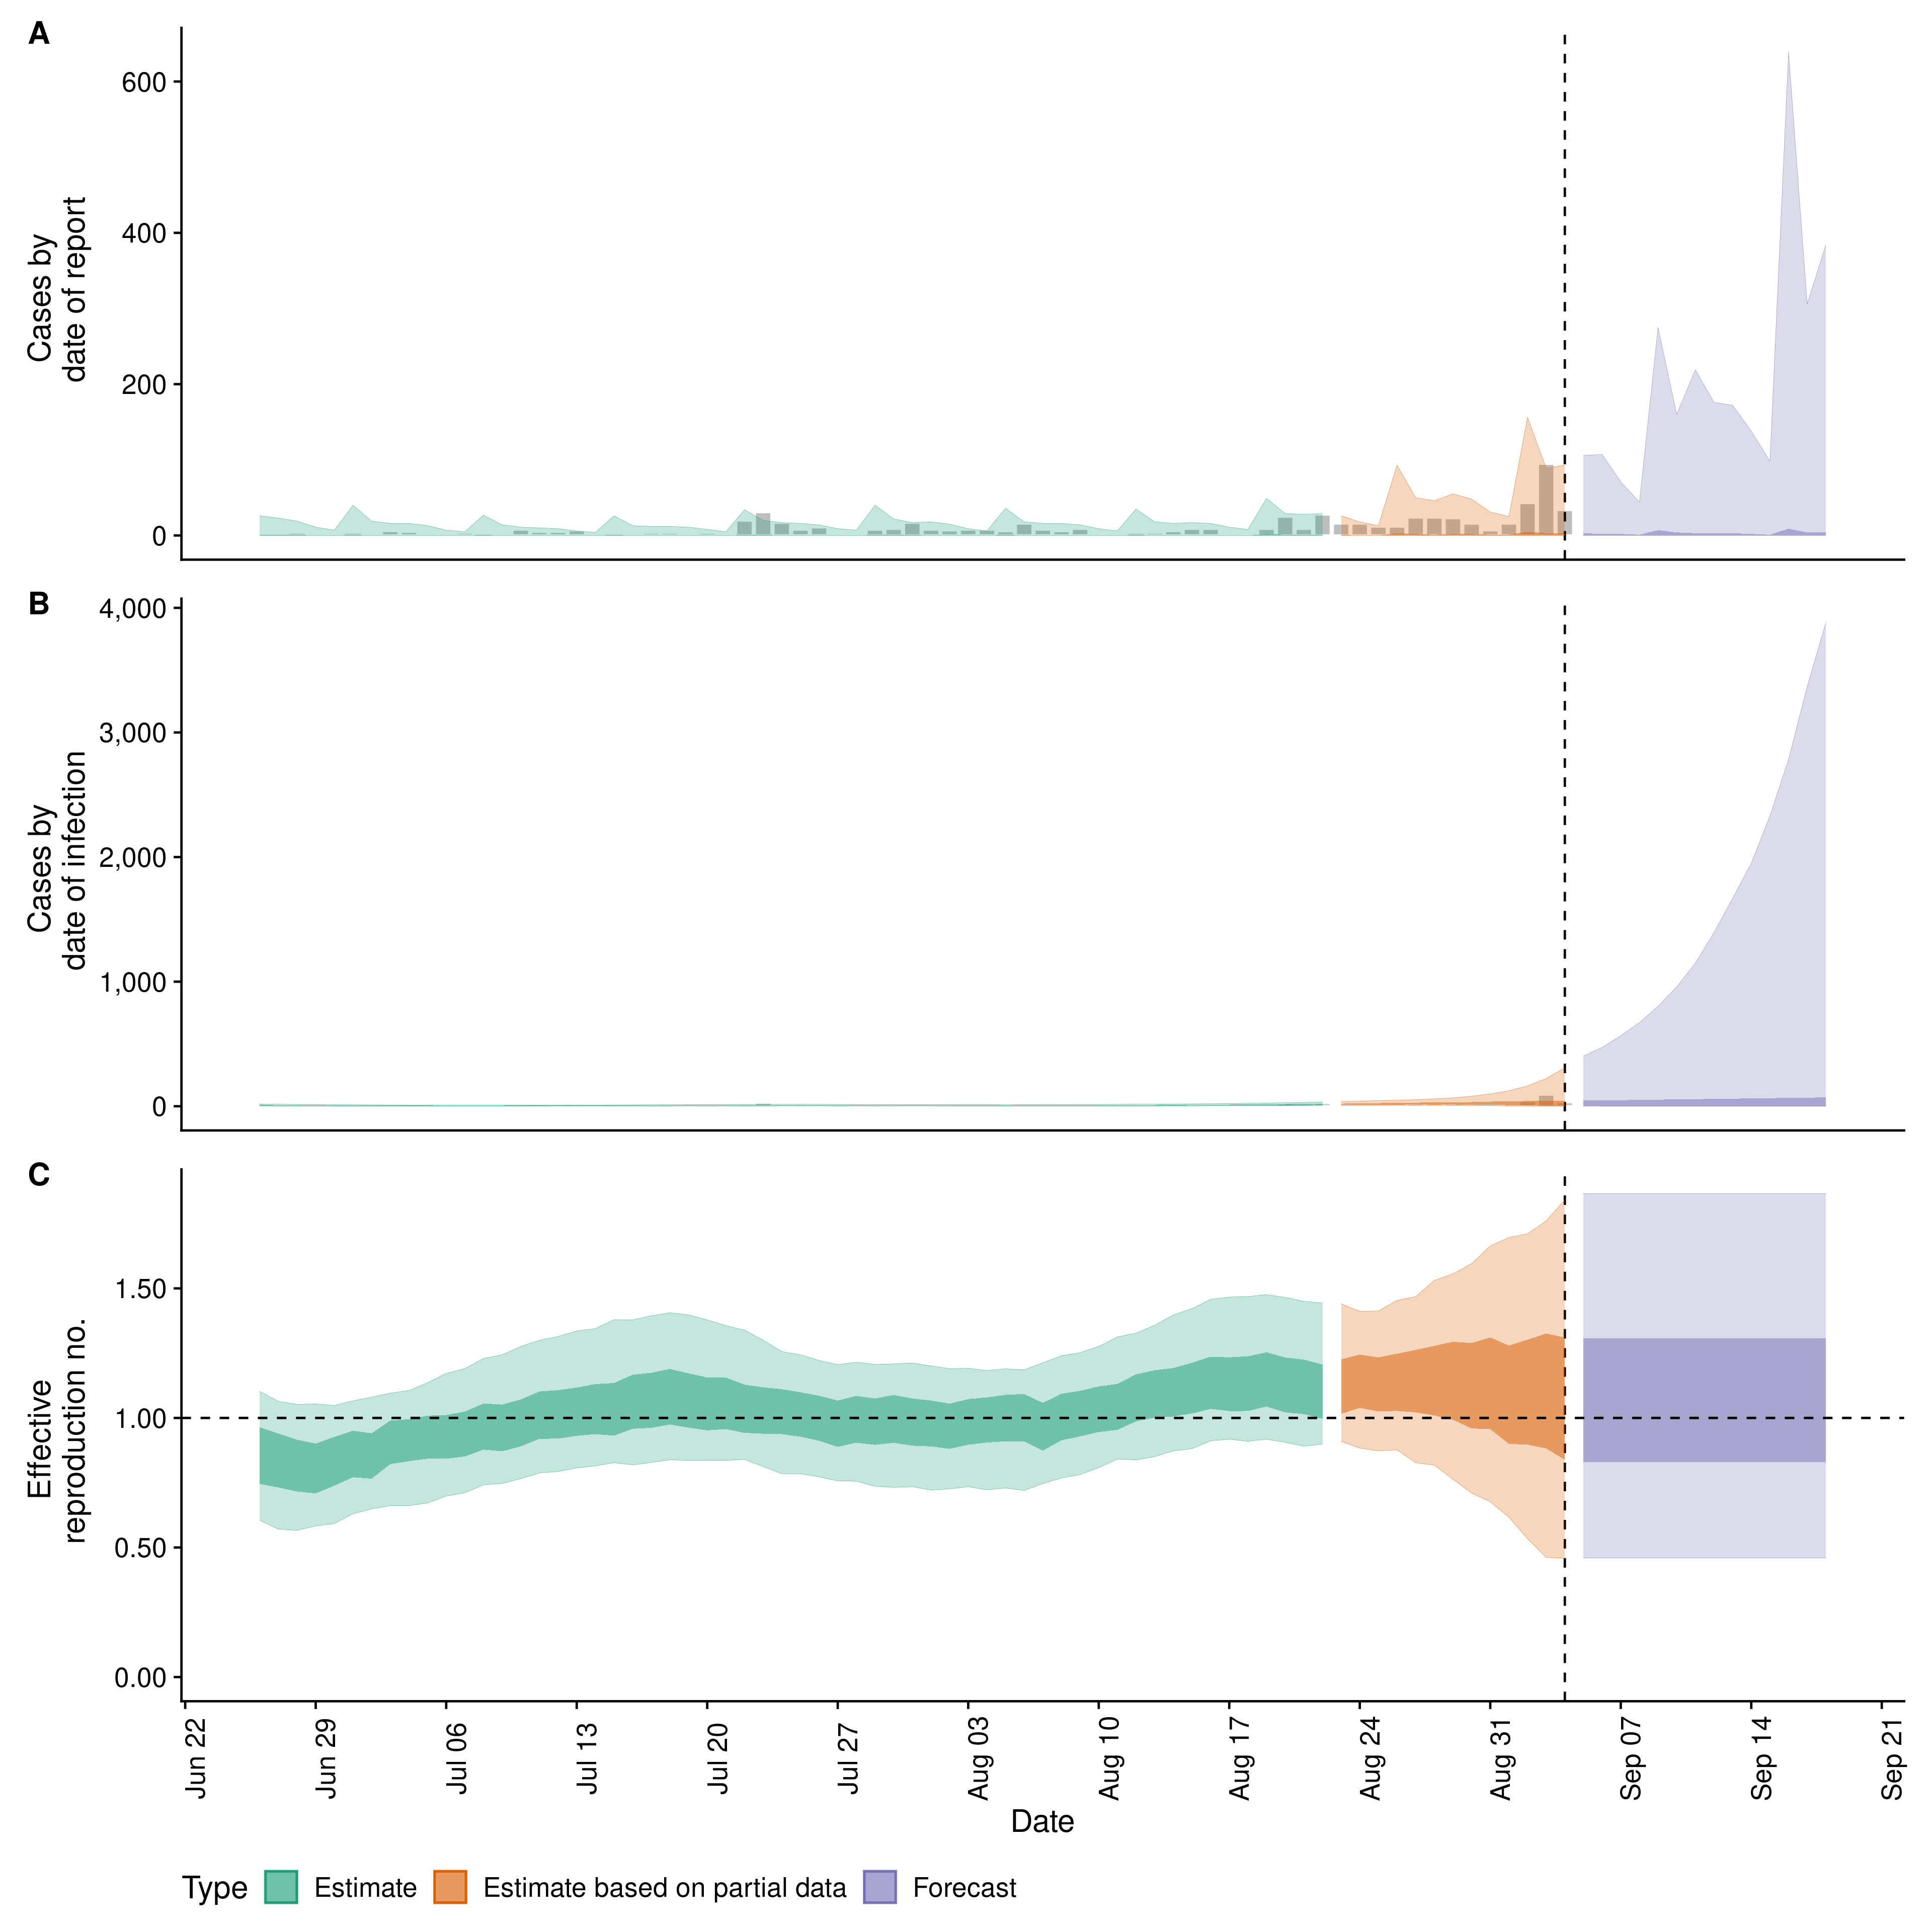 A
Cases by
date of report
600
400
200
0
B
Cases by
date of infection
4,000
3,000
2,000
1,000
0
C
Effective
reproduction no.
1.50
1.00
0.50
0.00
Jun 22
Jun 29
Jul 06
Jul 13
Jul 20
Jul 27
Aug 03
Aug 10
Aug 17
Aug 24
Aug 31
Sep 07
Sep 14
Sep 21
Date
Type Estimate Estimate based on partial data Forecast